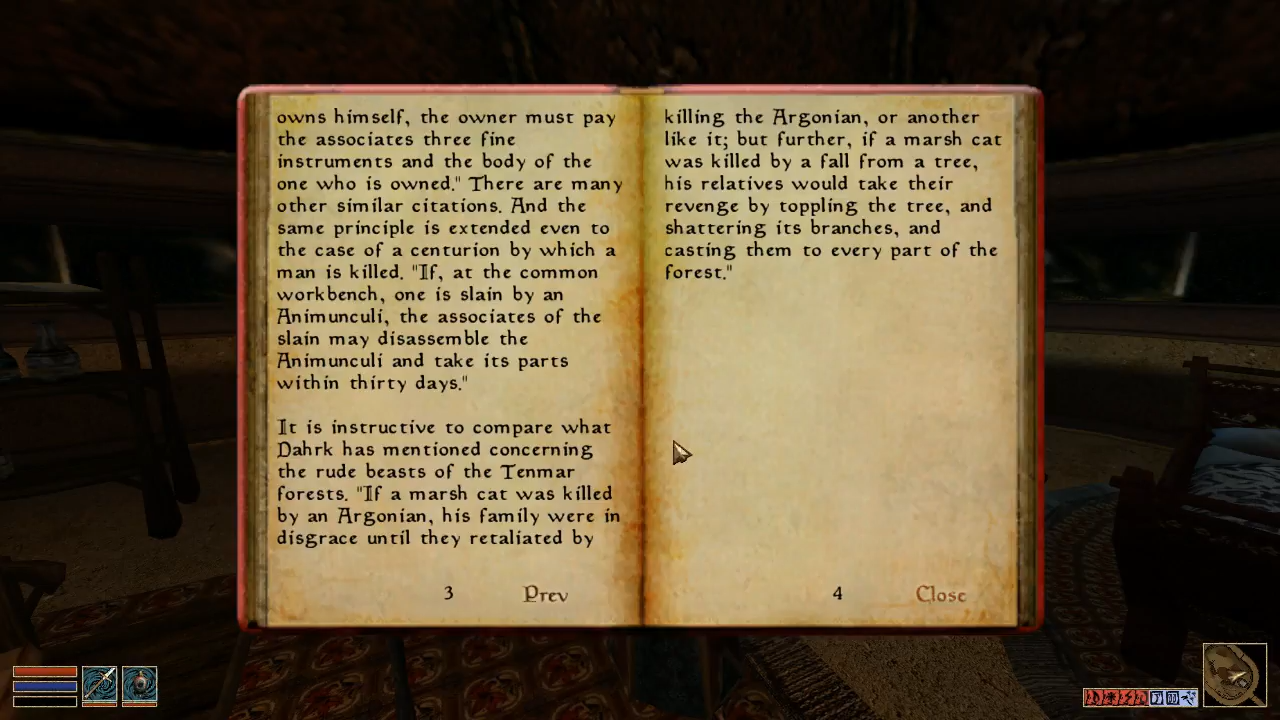 owns himself, the owner must pay
the associates three fine
instruments and the body of the
one who is owned." There are many
other similar citations. And the
same principle is extended even to
the case of a centurion by which a
man is killed. "If, at the common
workbench, one is slain by an
Animunculi, the associates of the
slain may disassemble the
Animunculi and take its parts
within thirty days."
It is instructive to compare what
Dahrk has mentioned concerning
the rude beasts of the Tenmar
forests. "If a marsh cat was killed
by an Argonian, his family were in
disgrace until they retaliated by
3
Prev
killing the Argonian, or another
like it; but further, if a marsh cat
was killed by a fall from a tree,
his relatives would take their
revenge by toppling the tree, and
shattering its branches, and
casting them to every part of the
forest."
4
Close